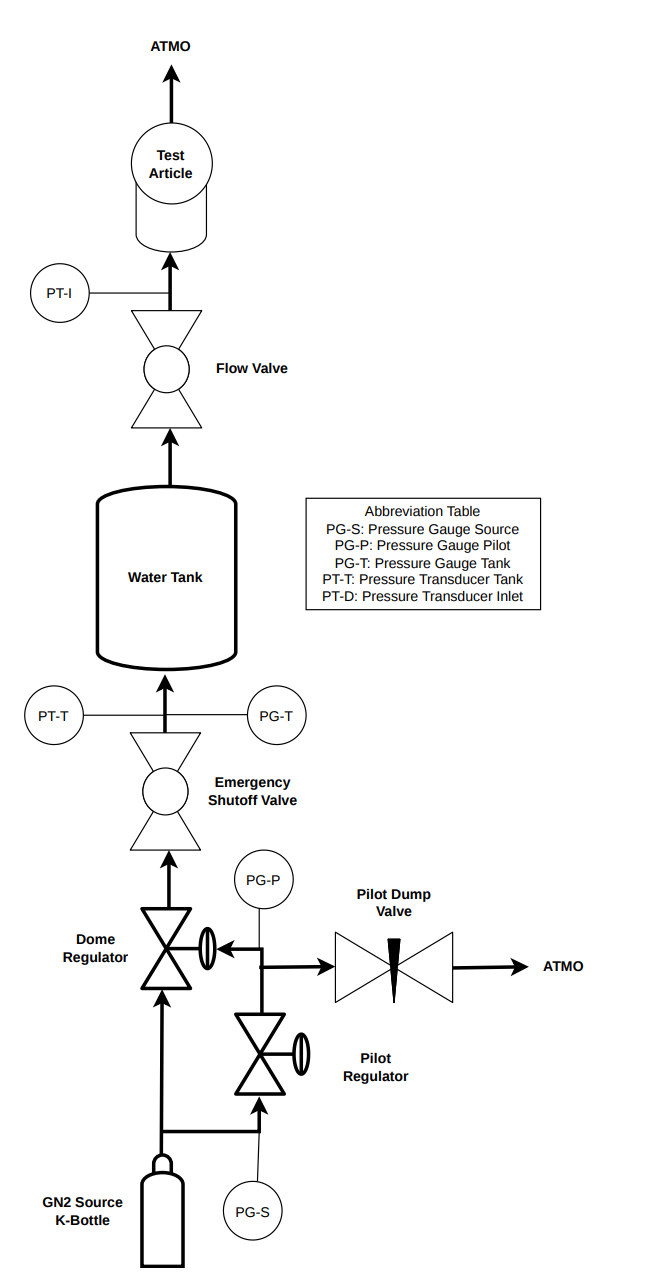 ATMO
Test
Article
PT-I
Flow Valve
Water Tank
Abbreviation Table
PG-S: Pressure Gauge Source
PG-P: Pressure Gauge Pilot
PG-T: Pressure Gauge Tank
PT-T: Pressure Transducer Tank
PT-D: Pressure Transducer Inlet
PT-T
PG-T
Emergency
Shutoff Valve
PG-P
Pilot Dump
Valve
Dome
Regulator
ATMO
Pilot
Regulator
GN2 Source
K-Bottle
PG-S